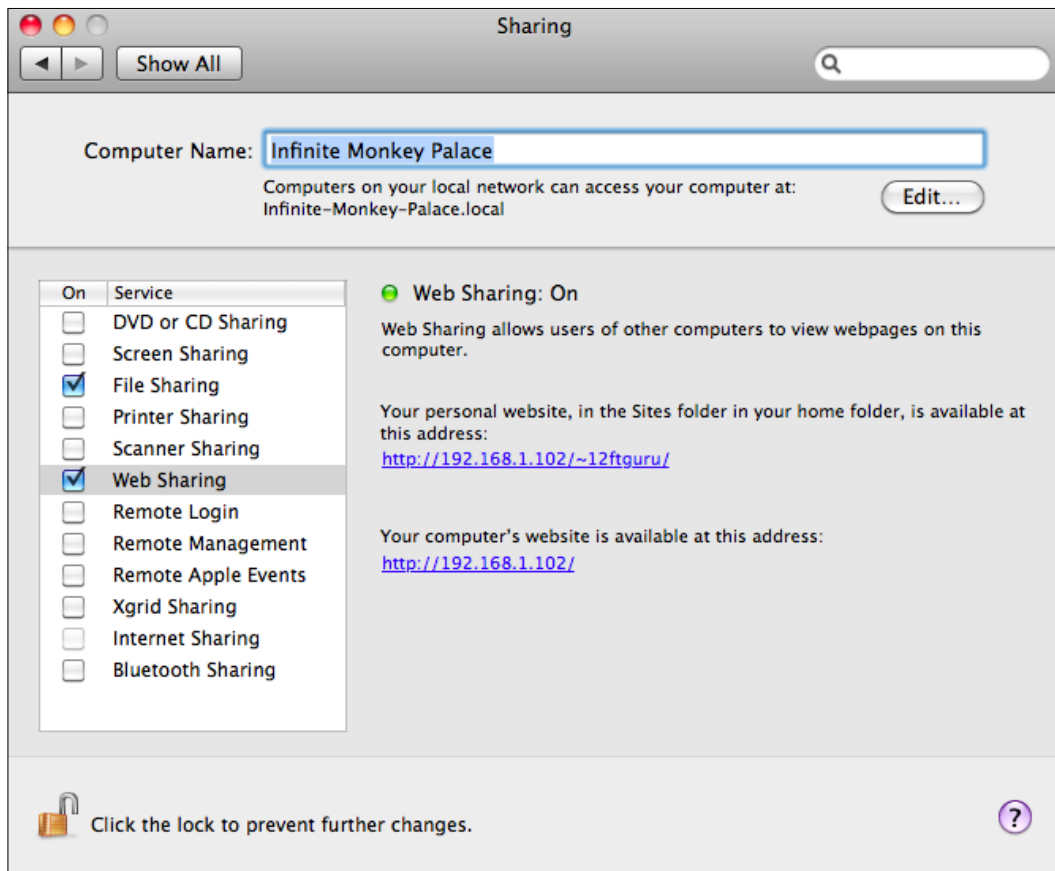 Sharing
Show All
Computer Name: Infinite Monkey Palace
Computers on your local network can access your computer at:
Infinite-Monkey-Palace.local
Edit...
On Service
DVD or CD Sharing
Screen Sharing
File Sharing
Printer Sharing
Scanner Sharing
Web Sharing
Remote Login
Remote Management
Remote Apple Events
Xgrid Sharing
Internet Sharing
Bluetooth Sharing
Web Sharing: On
Web Sharing allows users of other computers to view webpages on this
computer.
Your personal website, in the Sites folder in your home folder, is available at
this address:
http://192.168.1.102/~12ftguru/
Your computer's website is available at this address:
http://192.168.1.102/
Click the lock to prevent further changes.
?